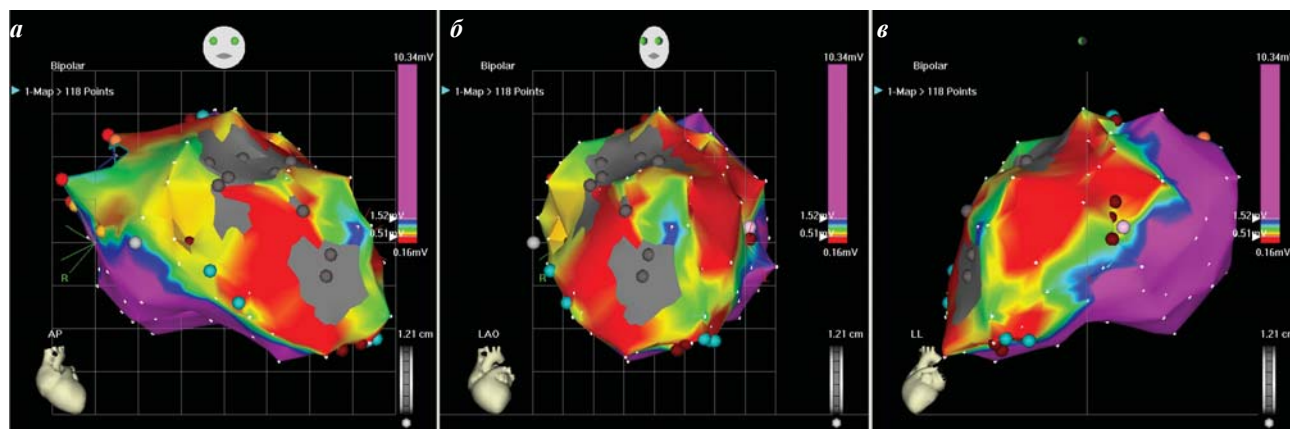 а
Bipolar
1-Map > 118 Points
10.34mV
1.52mV
0.51mV
0.16mV
R
AP
1.21 cm
б
Bipolar
1-Map > 118 Points
10.34mV
1.52mV
0.51mV
0.16mV
R
LAO
1.21 cm
в
Bipolar
1-Map > 118 Points
10.34mV
1.52mV
0.51mV
0.16mV
LL
1.21 cm